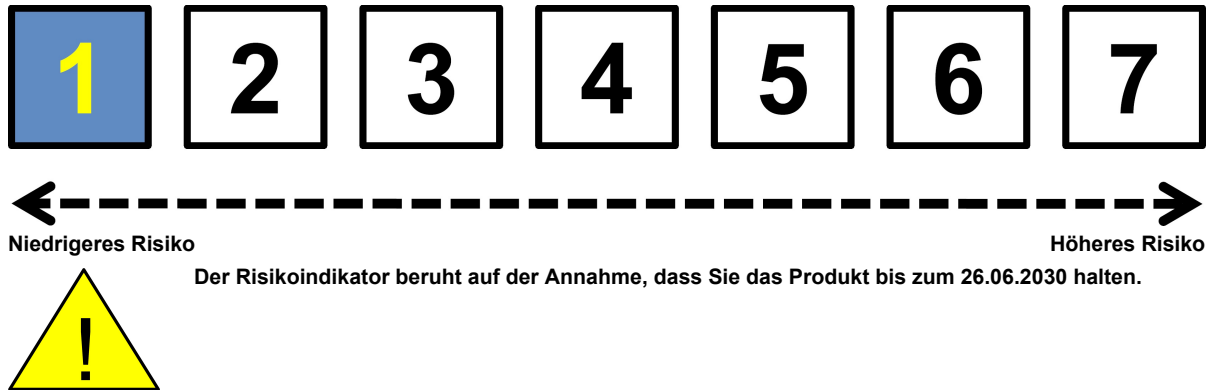 1 2 3 4 5 6 7
Niedrigeres Risiko Höheres Risiko
Der Risikoindikator beruht auf der Annahme, dass Sie das Produkt bis zum 26.06.2030 halten.
!